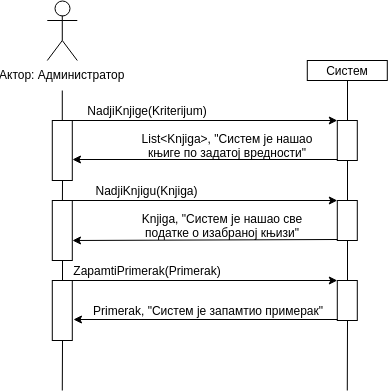 Актор: Администратор
Систем
NadjiKnjige(Kriterijum)
List<Knjiga>, "Систем је нашао
књиге по задатој вредности"
NadjiKnjigu(Knjiga)
Knjiga, "Систем је нашао све
податке о изабраној књизи"
ZapamtiPrimerak(Primerak)
Primerak, "Систем је запамтио примерак"